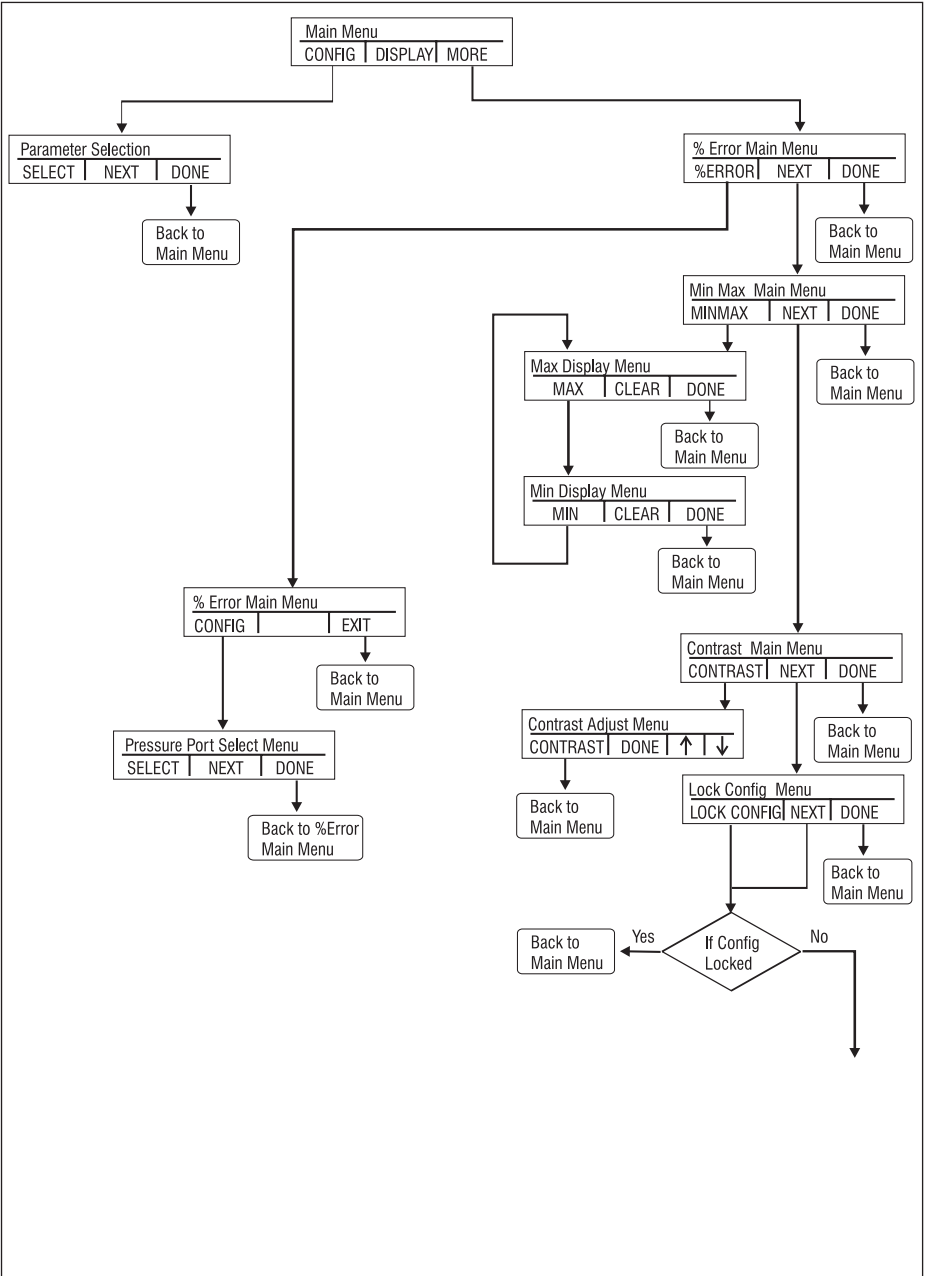 Main Menu
CONFIG DISPLAY MORE
Parameter Selection
SELECT NEXT DONE
Back to
Main Menu
% Error Main Menu
%ERROR NEXT DONE
Back to
Main Menu
Min Max Main Menu
MINMAX NEXT DONE
Back to
Main Menu
Max Display Menu
MAX CLEAR DONE
Back to
Main Menu
Min Display Menu
MIN CLEAR DONE
Back to
Main Menu
% Error Main Menu
CONFIG EXIT
Back to
Main Menu
Pressure Port Select Menu
SELECT NEXT DONE
Back to %Error
Main Menu
Contrast Main Menu
CONTRAST NEXT DONE
Back to
Main Menu
Contrast Adjust Menu
CONTRAST DONE ↑ ↓
Back to
Main Menu
Lock Config Menu
LOCK CONFIG NEXT DONE
Back to
Main Menu
If Config
Locked
Yes
No
Back to
Main Menu